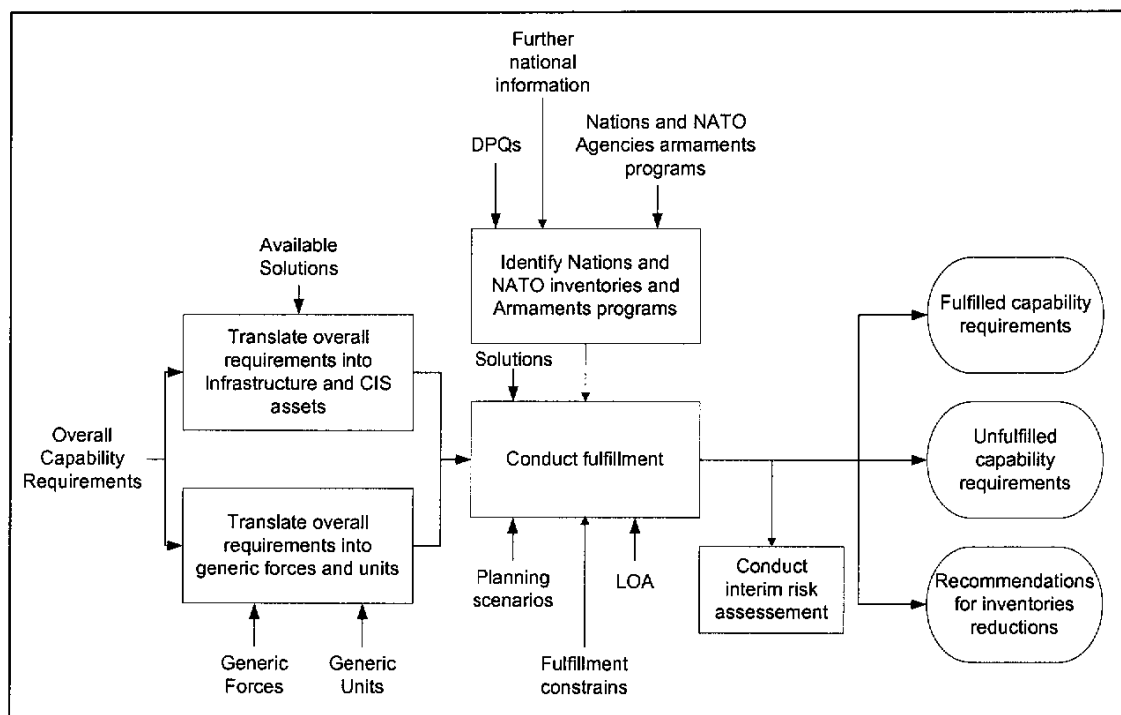 Further
national
information
DPQs
Nations and NATO
Agencies armaments
programs
Available
Solutions
Identify Nations and
NATO inventories and
Armaments programs
Translate overall
requirements into
Infrastructure and CIS
assets
Solutions
Overall
Capability
Requirements
Conduct fulfillment
Translate overall
requirements into
generic forces and units
Planning
scenarios
LOA
Fulfillment
constrains
Generic
Forces
Generic
Units
Conduct
interim risk
assessement
Fulfilled capability
requirements
Unfulfilled
capability
requirements
Recommendations
for inventories
reductions